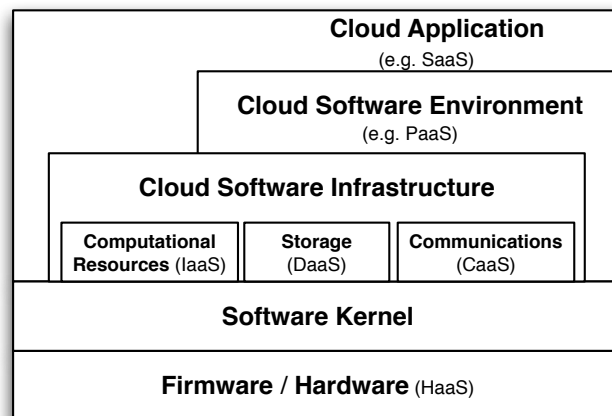 Cloud Application
(e.g. SaaS)
Cloud Software Environment
(e.g. PaaS)
Cloud Software Infrastructure
Computational
Resources (IaaS)
Storage
(DaaS)
Communications
(CaaS)
Software Kernel
Firmware / Hardware (HaaS)